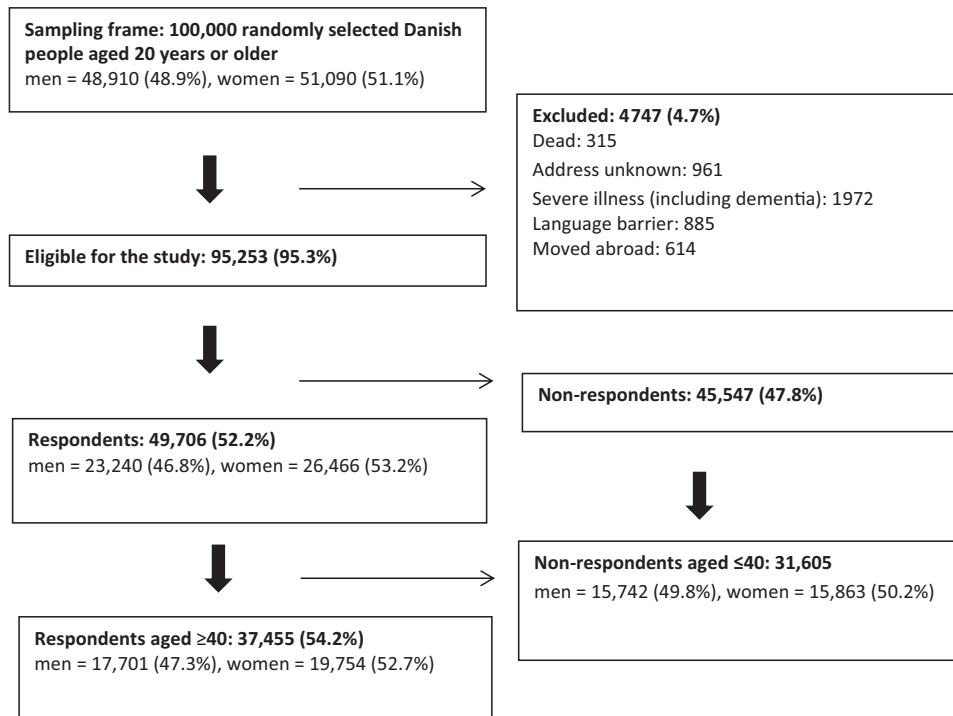 Sampling frame: 100,000 randomly selected Danish
people aged 20 years or older
men = 48,910 (48.9%), women = 51,090 (51.1%)
Excluded: 4747 (4.7%)
Dead: 315
Address unknown: 961
Severe illness (including dementia): 1972
Language barrier: 885
Moved abroad: 614
Eligible for the study: 95,253 (95.3%)
Non-respondents: 45,547 (47.8%)
Respondents: 49,706 (52.2%)
men = 23,240 (46.8%), women = 26,466 (53.2%)
Non-respondents aged ≤40: 31,605
men = 15,742 (49.8%), women = 15,863 (50.2%)
Respondents aged ≥40: 37,455 (54.2%)
men = 17,701 (47.3%), women = 19,754 (52.7%)